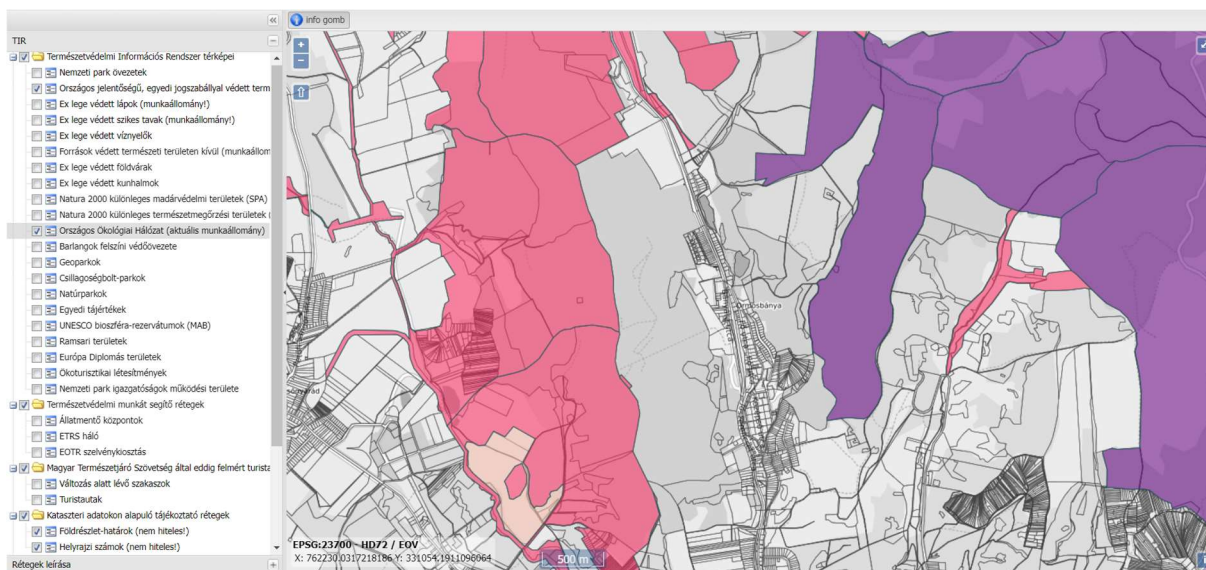 info gomb
TIR
Természetvédelmi Információs Rendszer térképei
Nemzeti park övezetek
Országos jelentőségű, egyedi jogszabállyal védett term
Ex lege védett lápok (munkaállomány!)
Ex lege védett szikes tavak (munkaállomány!)
Ex lege védett víznyelők
Források védett természeti területen kívül (munkaállom
Ex lege védett földvárak
Ex lege védett kunhalmok
Natura 2000 különleges madárvédelmi területek (SPA)
Natura 2000 különleges természetmegőrzési területek (
Országos Ökológiai Hálózat (aktuális munkaállomány)
Barlangok felszíni védőövezete
Geoparkok
Csillagoségbolt-parkok
Natúrparkok
Egyedi tájértékek
UNESCO bioszféra-rezervátumok (MAB)
Ramsari területek
Európa Diplomás területek
Ökoturisztikai létesítmények
Nemzeti park igazgatóságok működési területe
Természetvédelmi munkát segítő rétegek
Állatmentő központok
ETRS háló
EOTR szelvénykiosztás
Magyar Természetjáró Szövetség által eddig felmért turista
Változás alatt lévő szakaszok
Turistautak
Kataszteri adatokon alapuló tájékoztató rétegek
Földrészlet-határok (nem hiteles!)
Helyrajzi számok (nem hiteles!)
Rétegek leírása
Ormosbánya
EPSG:23700 - HD72 / EOV
X: 762230.0317218186 Y: 331054.1911096064
500 m